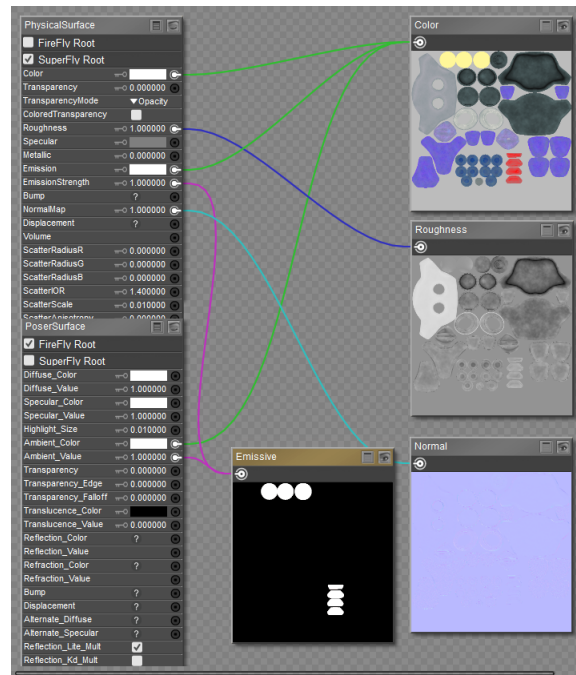 PhysicalSurface
FireFly Root
SuperFly Root
Color
Transparency 0.000000
TransparencyMode Opacity
ColoredTransparency
Roughness 1.000000
Specular
Metallic 0.000000
Emission
EmissionStrength 1.000000
Bump ?
NormalMap 1.000000
Displacement ?
Volume
ScatterRadiusR 0.000000
ScatterRadiusG 0.000000
ScatterRadiusB 0.000000
ScatterIOR 1.400000
ScatterScale 0.010000
ScatterAnisotropy 0.000000
PoserSurface
FireFly Root
SuperFly Root
Diffuse_Color
Diffuse_Value 1.000000
Specular_Color
Specular_Value 1.000000
Highlight_Size 0.010000
Ambient_Color
Ambient_Value 1.000000
Transparency 0.000000
Transparency_Edge 0.000000
Transparency_Falloff 0.000000
Translucence_Color
Translucence_Value 0.000000
Reflection_Color ?
Reflection_Value
Refraction_Color ?
Refraction_Value
Bump ?
Displacement ?
Alternate_Diffuse ?
Alternate_Specular ?
Reflection_Lite_Mult
Reflection_Kd_Mult
Emissive
Color
Roughness
Normal